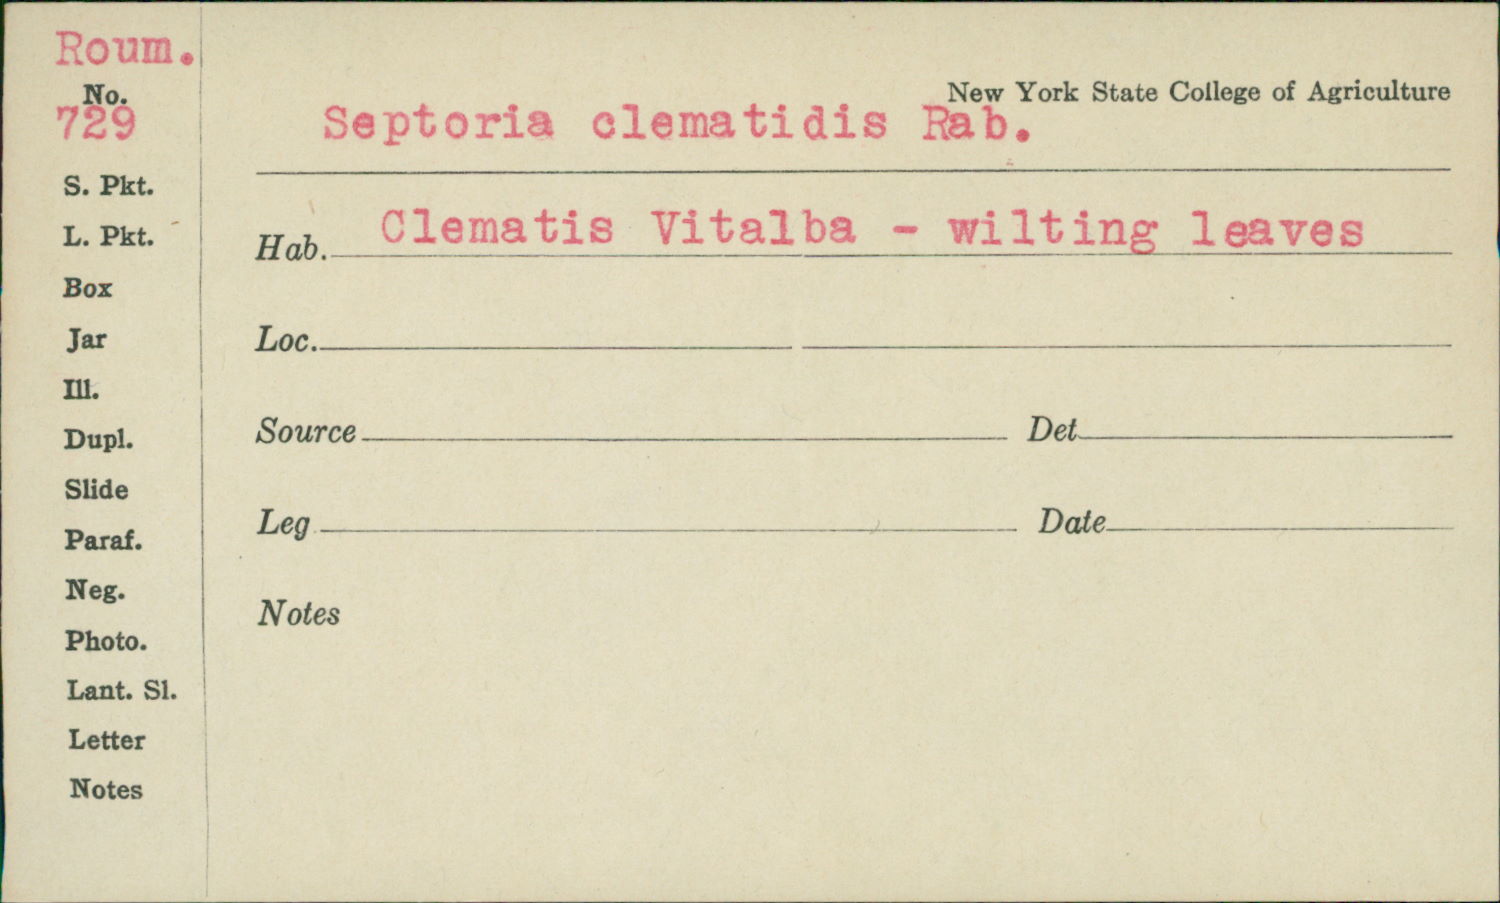 Roum.
No.
729
New York State College of Agriculture
Septoria clematidis Rab.
Hab. Clematis Vitalba - wilting leaves
Loc.
Source Det.
Leg Date
Notes
S. Pkt.
L. Pkt.
Box
Jar
Ill.
Dupl.
Slide
Paraf.
Neg.
Photo.
Lant. Sl.
Letter
Notes